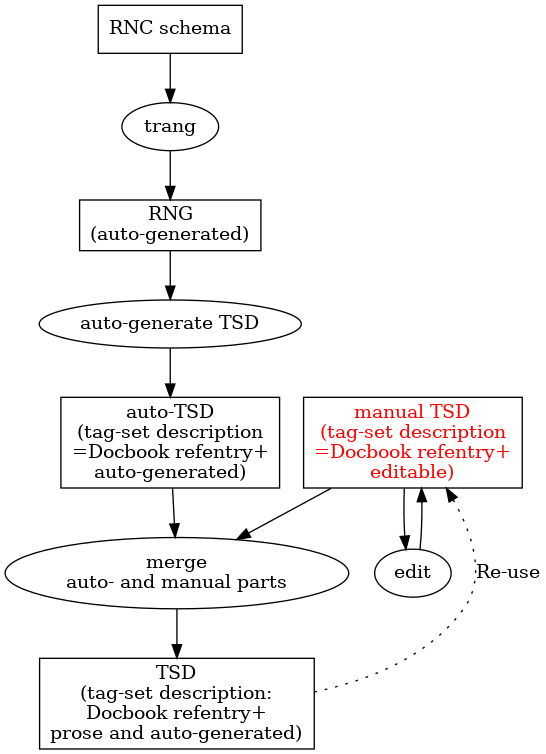 RNC schema
trang
RNG
(auto-generated)
auto-generate TSD
auto-TSD
(tag-set description
=Docbook refentry+
auto-generated)
manual TSD
(tag-set description
=Docbook refentry+
editable)
merge
auto- and manual parts
edit
Re-use
TSD
(tag-set description:
Docbook refentry+
prose and auto-generated)